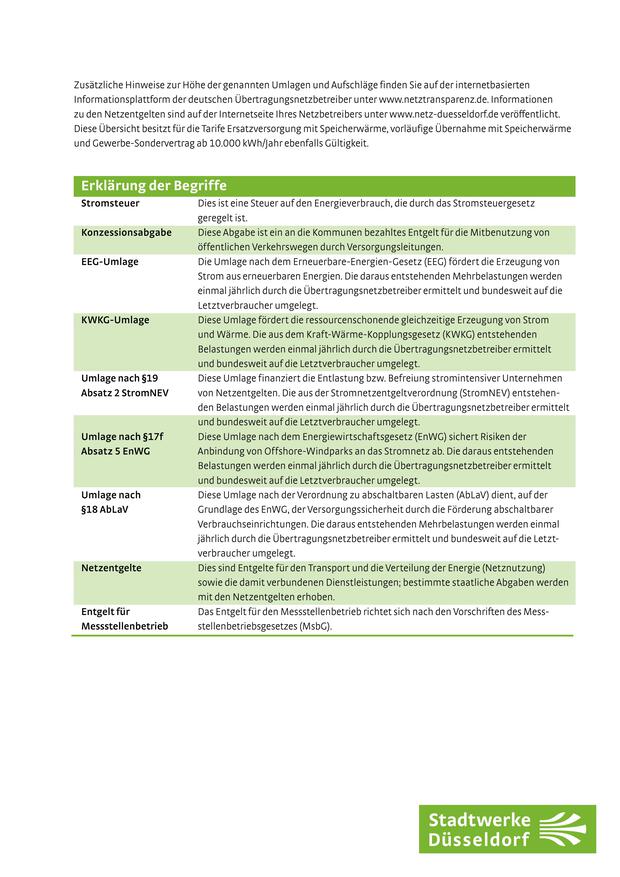 Zusätzliche Hinweise zur Höhe der genannten Umlagen und Aufschläge finden Sie auf der internetbasierten
Informationsplattform der deutschen Übertragungsnetzbetreiber unter www.netztransparenz.de. Informationen
zu den Netzentgelten sind auf der Internetseite Ihres Netzbetreibers unter www.netz-duesseldorf.de veröffentlicht.
Diese Übersicht besitzt für die Tarife Ersatzversorgung mit Speicherwärme, vorläufige Übernahme mit Speicherwärme
und Gewerbe-Sondervertrag ab 10.000 kWh/Jahr ebenfalls Gültigkeit.
Erklärung der Begriffe
Stromsteuer
Dies ist eine Steuer auf den Energieverbrauch, die durch das Stromsteuergesetz
geregelt ist.
Konzessionsabgabe
Diese Abgabe ist ein an die Kommunen bezahltes Entgelt für die Mitbenutzung von
öffentlichen Verkehrswegen durch Versorgungsleitungen.
EEG-Umlage
Die Umlage nach dem Erneuerbare-Energien-Gesetz (EEG) fördert die Erzeugung von
Strom aus erneuerbaren Energien. Die daraus entstehenden Mehrbelastungen werden
einmal jährlich durch die Übertragungsnetzbetreiber ermittelt und bundesweit auf die
Letztverbraucher umgelegt.
KWKG-Umlage
Diese Umlage fördert die ressourcenschonende gleichzeitige Erzeugung von Strom
und Wärme. Die aus dem Kraft-Wärme-Kopplungsgesetz (KWKG) entstehenden
Belastungen werden einmal jährlich durch die Übertragungsnetzbetreiber ermittelt
und bundesweit auf die Letztverbraucher umgelegt.
Umlage nach §19
Absatz 2 StromNEV
Diese Umlage finanziert die Entlastung bzw. Befreiung stromintensiver Unternehmen
von Netzentgelten. Die aus der Stromnetzentgeltverordnung (StromNEV) entstehen-
den Belastungen werden einmal jährlich durch die Übertragungsnetzbetreiber ermittelt
und bundesweit auf die Letztverbraucher umgelegt.
Umlage nach §17f
Absatz 5 EnWG
Diese Umlage nach dem Energiewirtschaftsgesetz (EnWG) sichert Risiken der
Anbindung von Offshore-Windparks an das Stromnetz ab. Die daraus entstehenden
Belastungen werden einmal jährlich durch die Übertragungsnetzbetreiber ermittelt
und bundesweit auf die Letztverbraucher umgelegt.
Umlage nach
§18 AbLaV
Diese Umlage nach der Verordnung zu abschaltbaren Lasten (AbLaV) dient, auf der
Grundlage des EnWG, der Versorgungssicherheit durch die Förderung abschaltbarer
Verbrauchseinrichtungen. Die daraus entstehenden Mehrbelastungen werden einmal
jährlich durch die Übertragungsnetzbetreiber ermittelt und bundesweit auf die Letzt-
verbraucher umgelegt.
Netzentgelte
Dies sind Entgelte für den Transport und die Verteilung der Energie (Netznutzung)
sowie die damit verbundenen Dienstleistungen; bestimmte staatliche Abgaben werden
mit den Netzentgelten erhoben.
Entgelt für
Messstellenbetrieb
Das Entgelt für den Messstellenbetrieb richtet sich nach den Vorschriften des Mess-
stellenbetriebsgesetzes (MsbG).
Stadtwerke
Düsseldorf